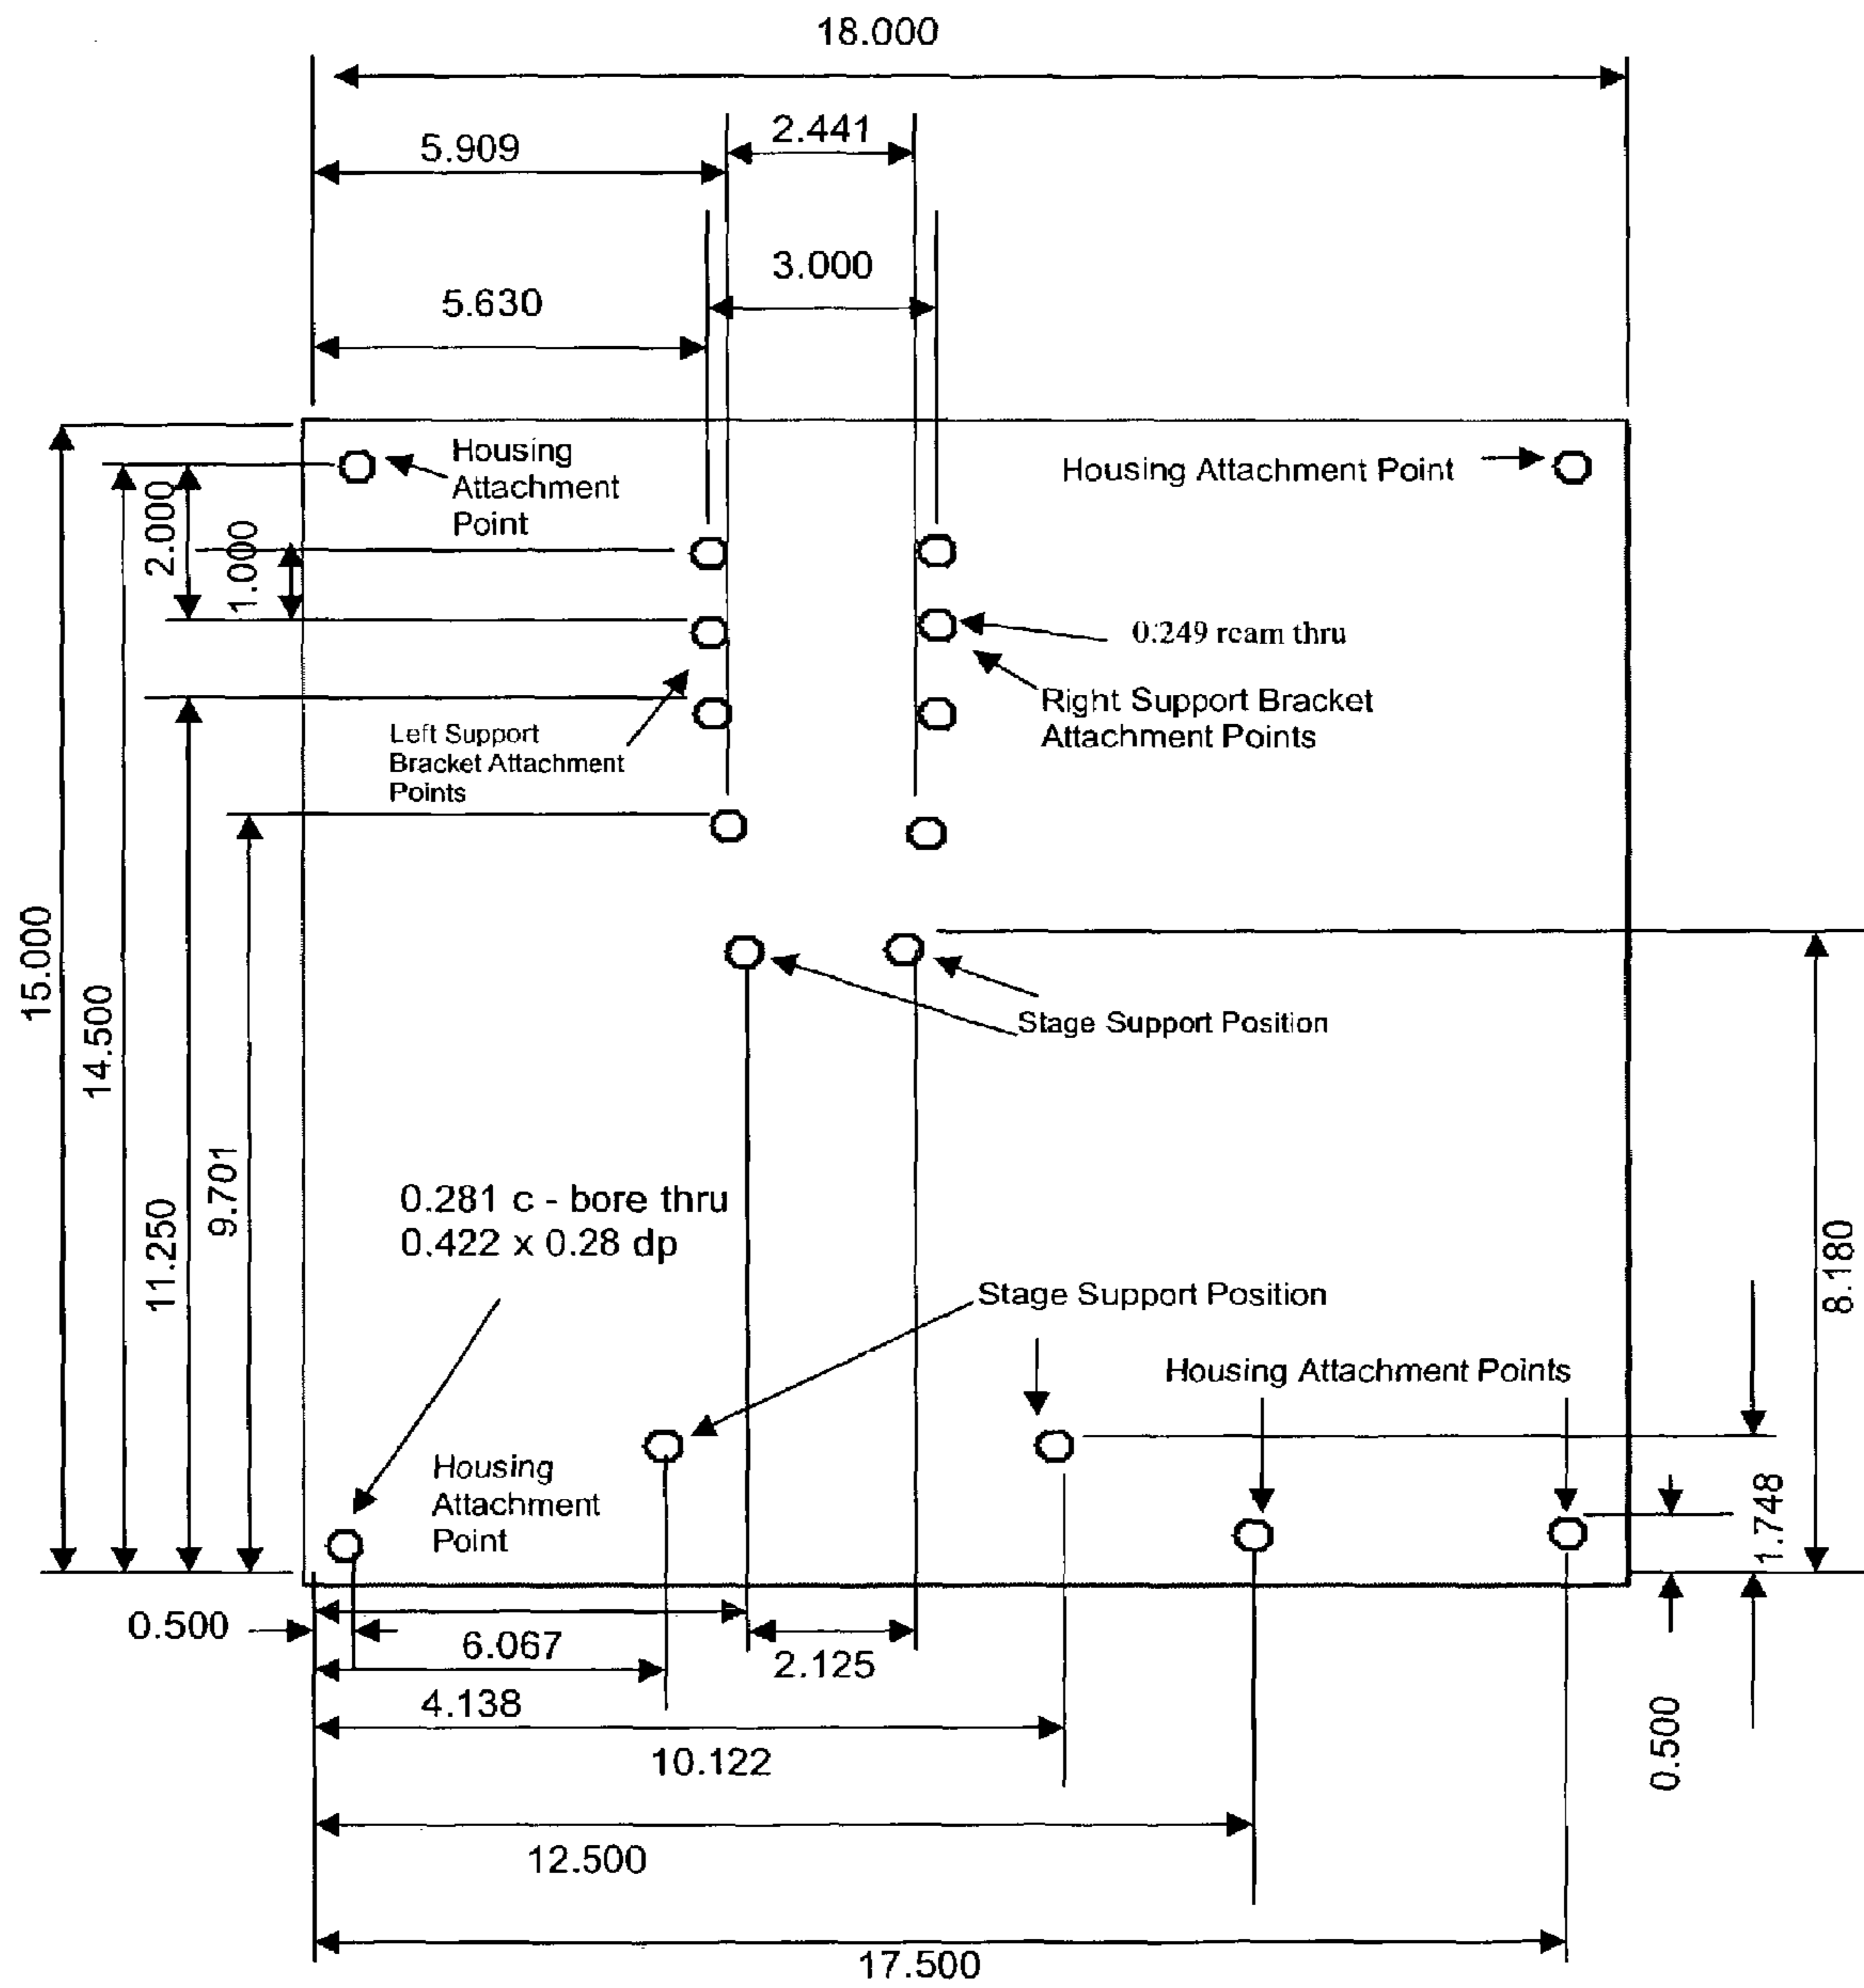 18.000
2.441
5.909
3.000
5.630
Housing
Attachment
Point
Housing Attachment Point
2.000
1.000
0.249 ream thru
Right Support Bracket
Attachment Points
Left Support
Bracket Attachment
Points
15.000
14.500
11.250
9.701
Stage Support Position
0.281 c - bore thru
0.422 x 0.28 dp
8.180
Stage Support Position
Housing Attachment Points
Housing
Attachment
Point
1.748
0.500
6.067
2.125
4.138
0.500
10.122
12.500
17.500